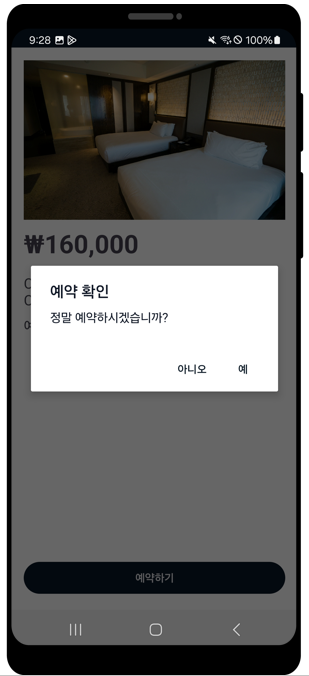 9:28
100%
₩160,000
예약 확인
정말 예약하시겠습니까?
아니오
예
예약하기